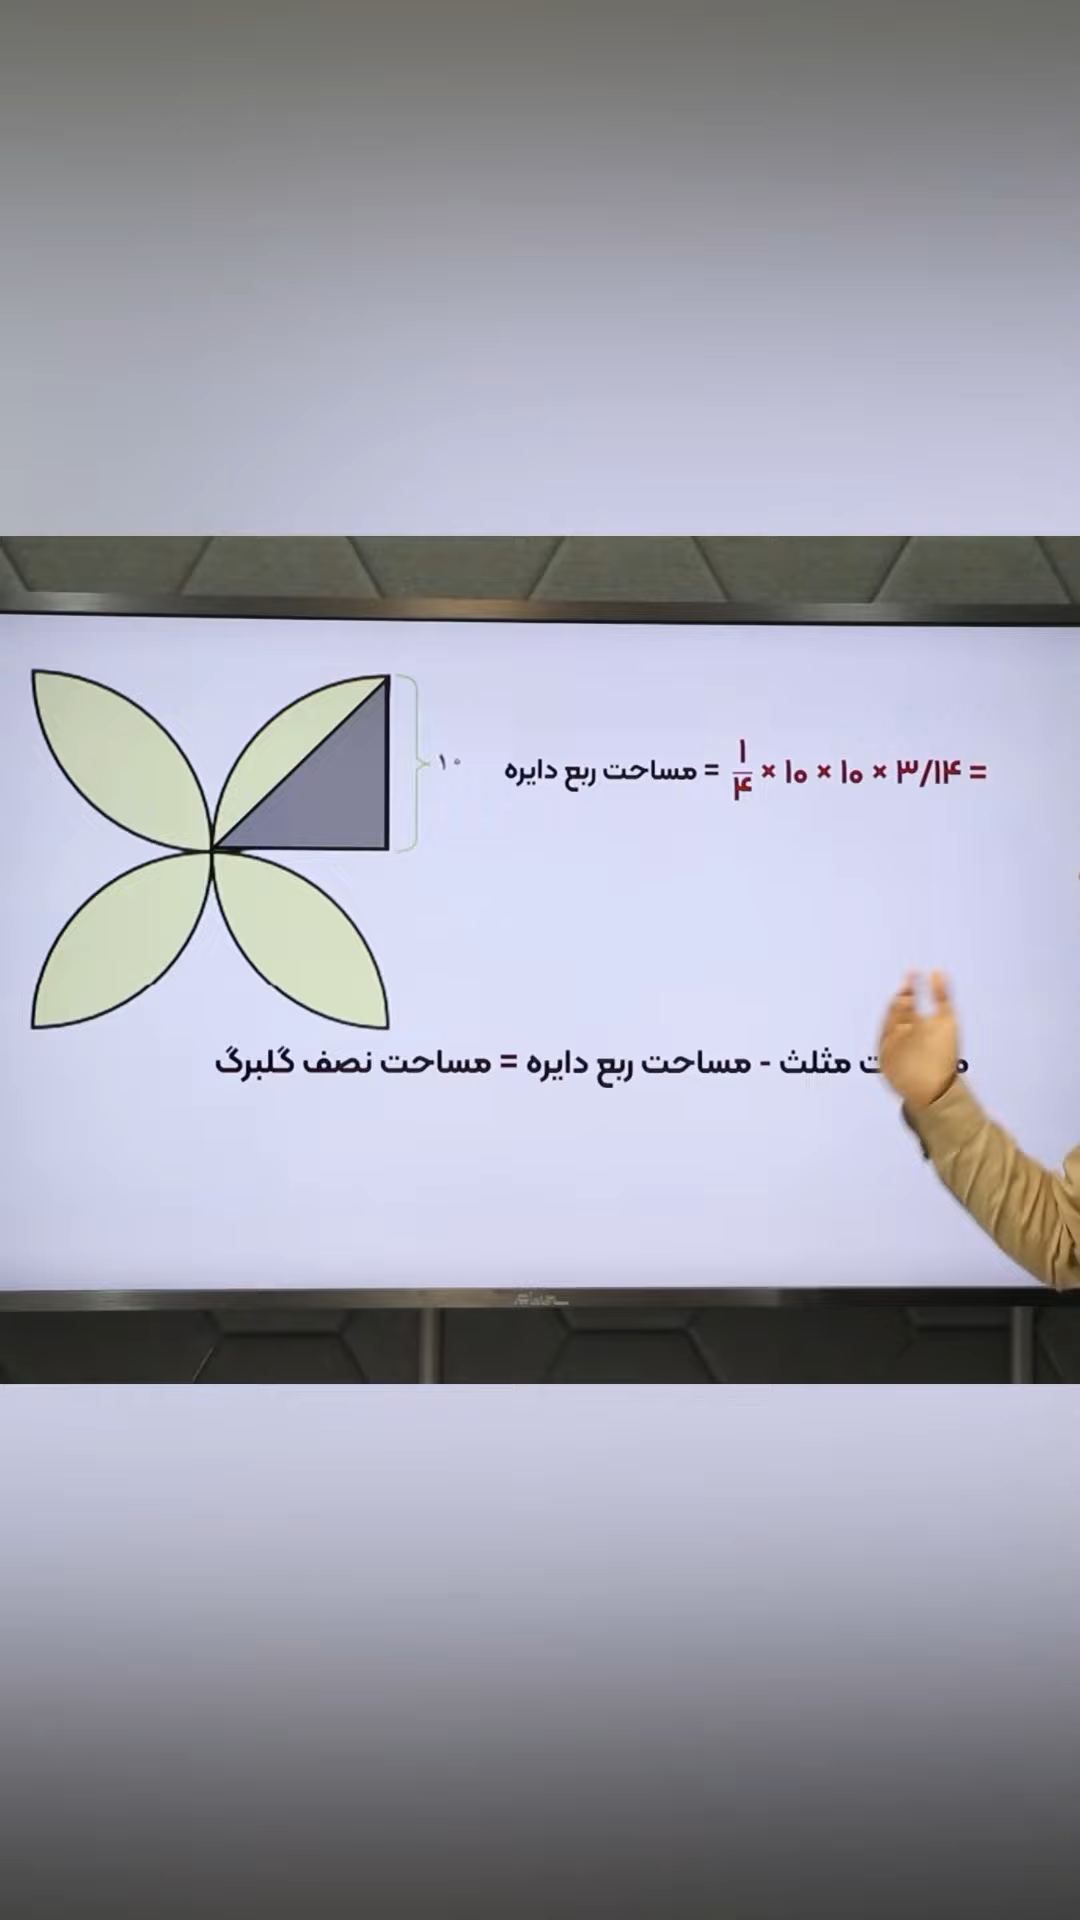 ۱۰
مساحت ربع دایره = ۱/۴ × ۱۰ × ۱۰ × ۳/۱۴ =
مساحت نصف گلبرگ = مساحت ربع دایره - مثلث